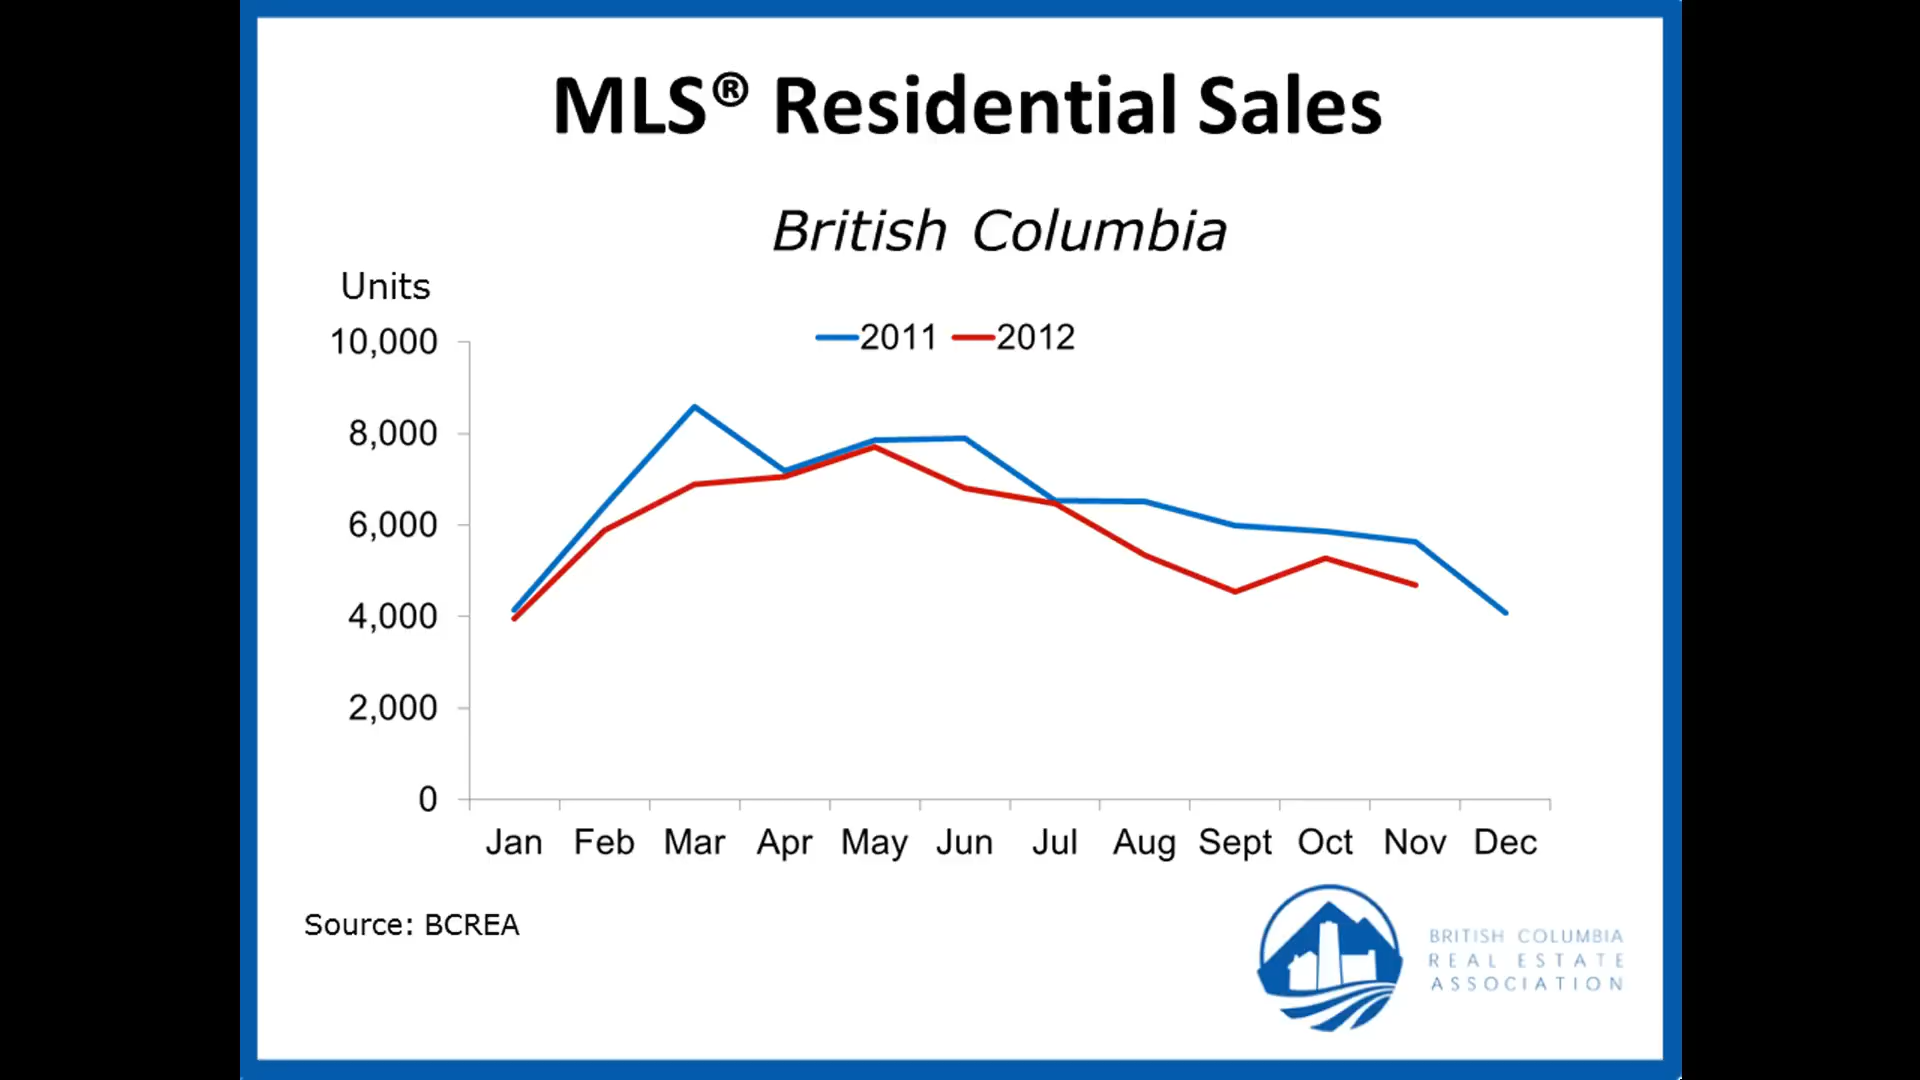 MLS® Residential Sales
British Columbia
Units
2011 2012
10,000
8,000
6,000
4,000
2,000
0
Jan Feb Mar Apr May Jun Jul Aug Sept Oct Nov Dec
Source: BCREA
BRITISH COLUMBIA
REAL ESTATE
ASSOCIATION